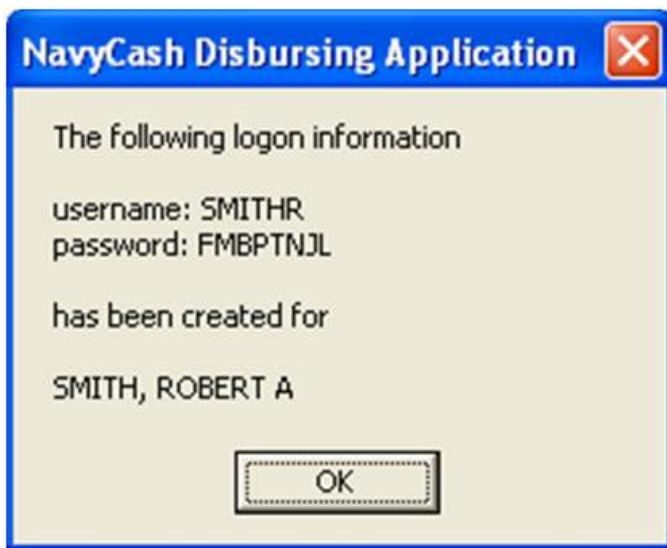 NavyCash Disbursing Application
The following logon information
username: SMITHR
password: FMBPTNJL
has been created for
SMITH, ROBERT A
OK